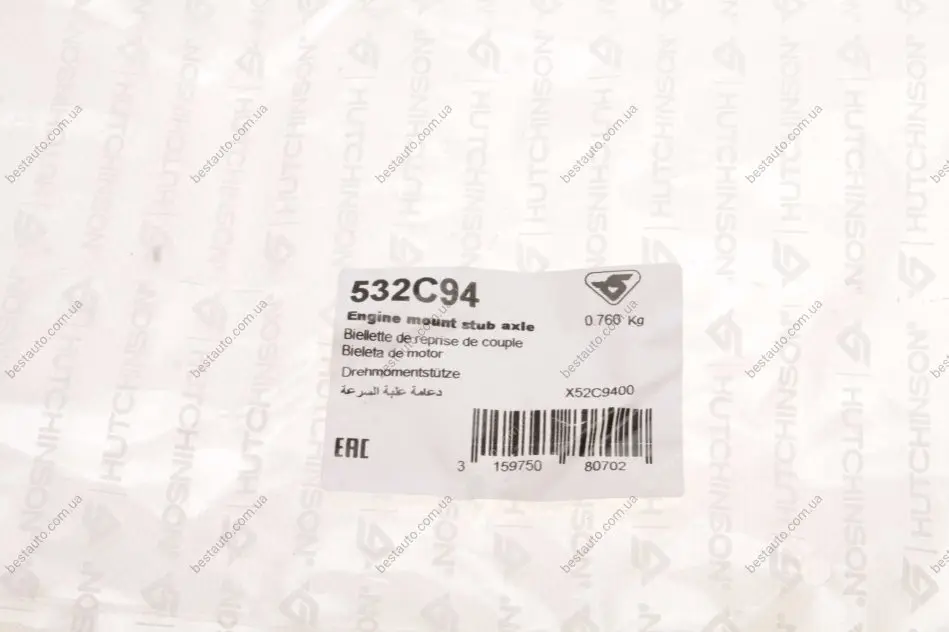 532C94
Engine mount stub axle
0.760 Kg
Biellette de reprise de couple
Bieleta de motor
Drehmomentstütze
دعامة علبة السرعة
X52C9400
EAC
3 159750 80702
HUTCHINSON
bestauto.com.ua